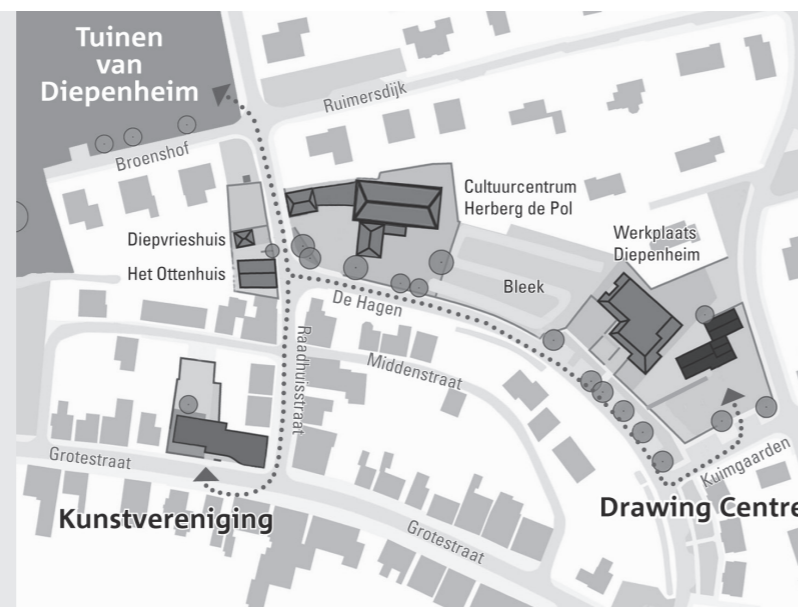 Tuinen
van
Diepenheim
Ruimersdijk
Broenshof
Cultuurcentrum
Herberg de Pol
Werkplaats
Diepenheim
Diepvrieshuis
Het Ottenhuis
Bleek
De Hagen
Raadhuisstraat
Middenstraat
Grotestraat
Kuimgaarden
Kunstvereniging
Drawing Centre
Grotestraat